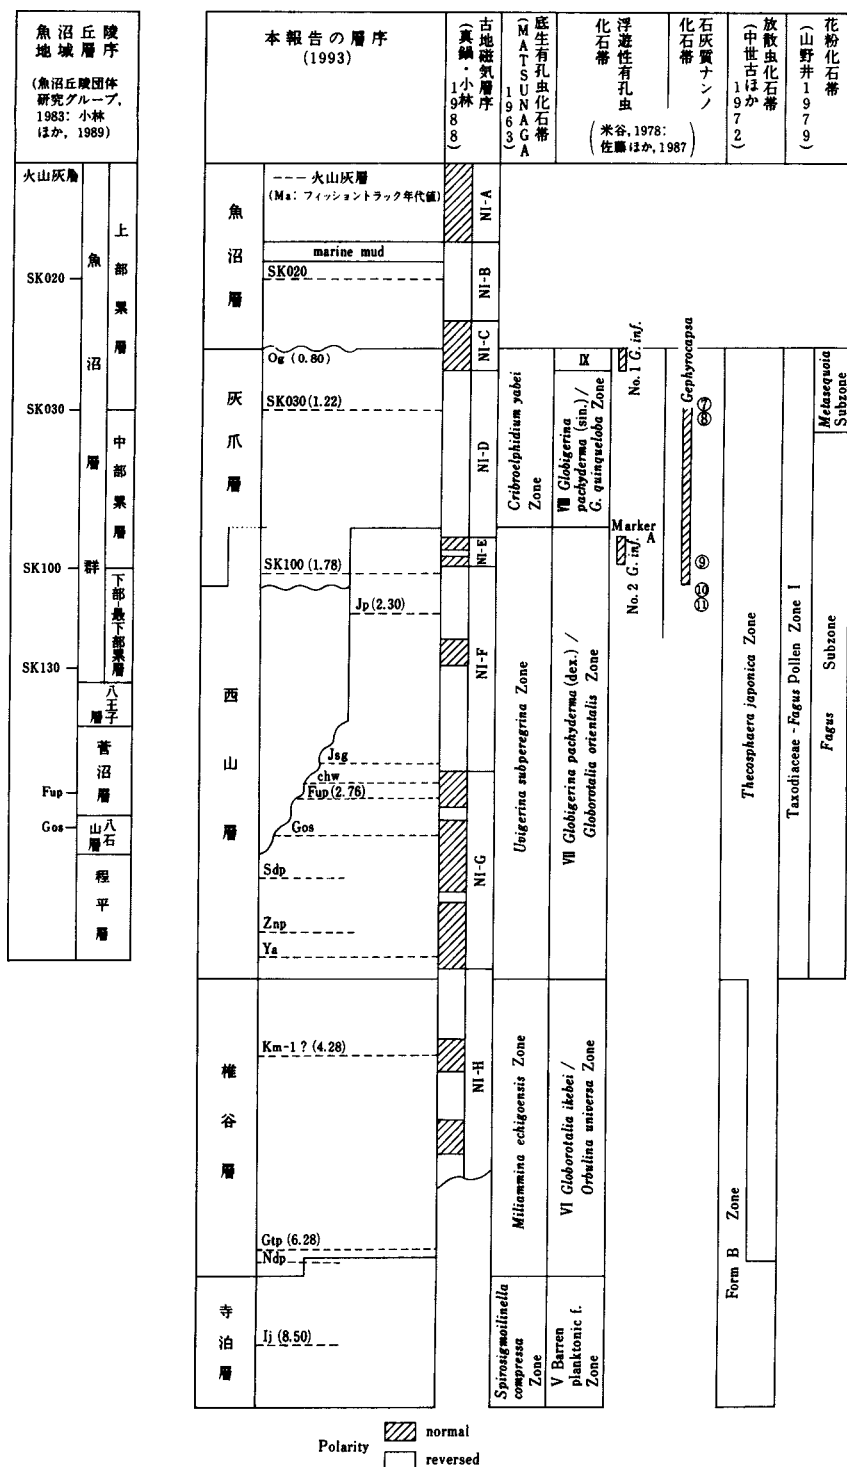 魚沼丘陵
地域層序
(魚沼丘陵団体
研究グループ,
1983: 小林
ほか, 1989)
火山灰層
SK020
SK030
SK100
SK130
Fup
Gos
魚沼層群
上部累層
中部累層
下部–最下部累層
八王子層
菅沼層
八石山層
程平層
本報告の層序
(1993)
--- 火山灰層
(Ma: フィッショントラック年代値)
魚沼層
marine mud
SK020
Og (0.80)
灰爪層
SK030 (1.22)
SK100 (1.78)
Jp (2.30)
西山層
Jsg
chw
Fup (2.76)
Gos
Sdp
Znp
Ya
椎谷層
Km-1 ? (4.28)
Gtp (6.28)
Ndp
寺泊層
Ij (8.50)
古地磁気層序
(真鍋・小林 1988)
NI-A
NI-B
NI-C
NI-D
NI-E
NI-F
NI-G
NI-H
底生有孔虫化石帯
(MATSUNAGA 1963)
Cribroelphidium yabei
Zone
Uvigerina subperegrina Zone
Miliammina echigoensis Zone
Spirosigmoilinella
compressa
Zone
浮遊性有孔虫
化石帯
石灰質ナンノ
化石帯
(米谷, 1978:
佐藤ほか, 1987)
IX
VIII Globigerina
pachyderma (sin.) /
G. quinqueloba Zone
VII Globigerina pachyderma (dex.) /
Globorotalia orientalis Zone
VI Globorotalia ikebei /
Orbulina universa Zone
V Barren
planktonic f.
Zone
No. 1 G. inf.
Marker
A
No. 2 G. inf.
Gephyrocapsa
⑦
⑧
⑨
⑩
⑪
放散虫化石帯
(中世古ほか 1972)
Thecosphaera japonica Zone
Form B Zone
花粉化石帯
(山野井 1979)
Taxodiaceae - Fagus Pollen Zone I
Metasequoia
Subzone
Fagus Subzone
Polarity
normal
reversed